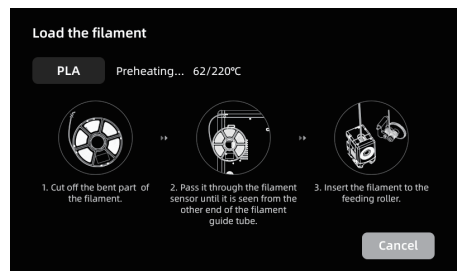 Load the filament
PLA
Preheating... 62/220℃
1. Cut off the bent part of
the filament.
2. Pass it through the filament
sensor until it is seen from the
other end of the filament
guide tube.
3. Insert the filament to the
feeding roller.
Cancel